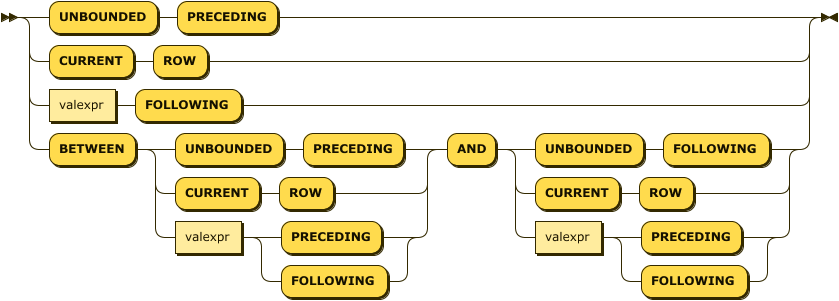 UNBOUNDED PRECEDING
CURRENT ROW
valexpr FOLLOWING
BETWEEN UNBOUNDED PRECEDING AND UNBOUNDED FOLLOWING
CURRENT ROW CURRENT ROW
valexpr PRECEDING valexpr PRECEDING
FOLLOWING FOLLOWING